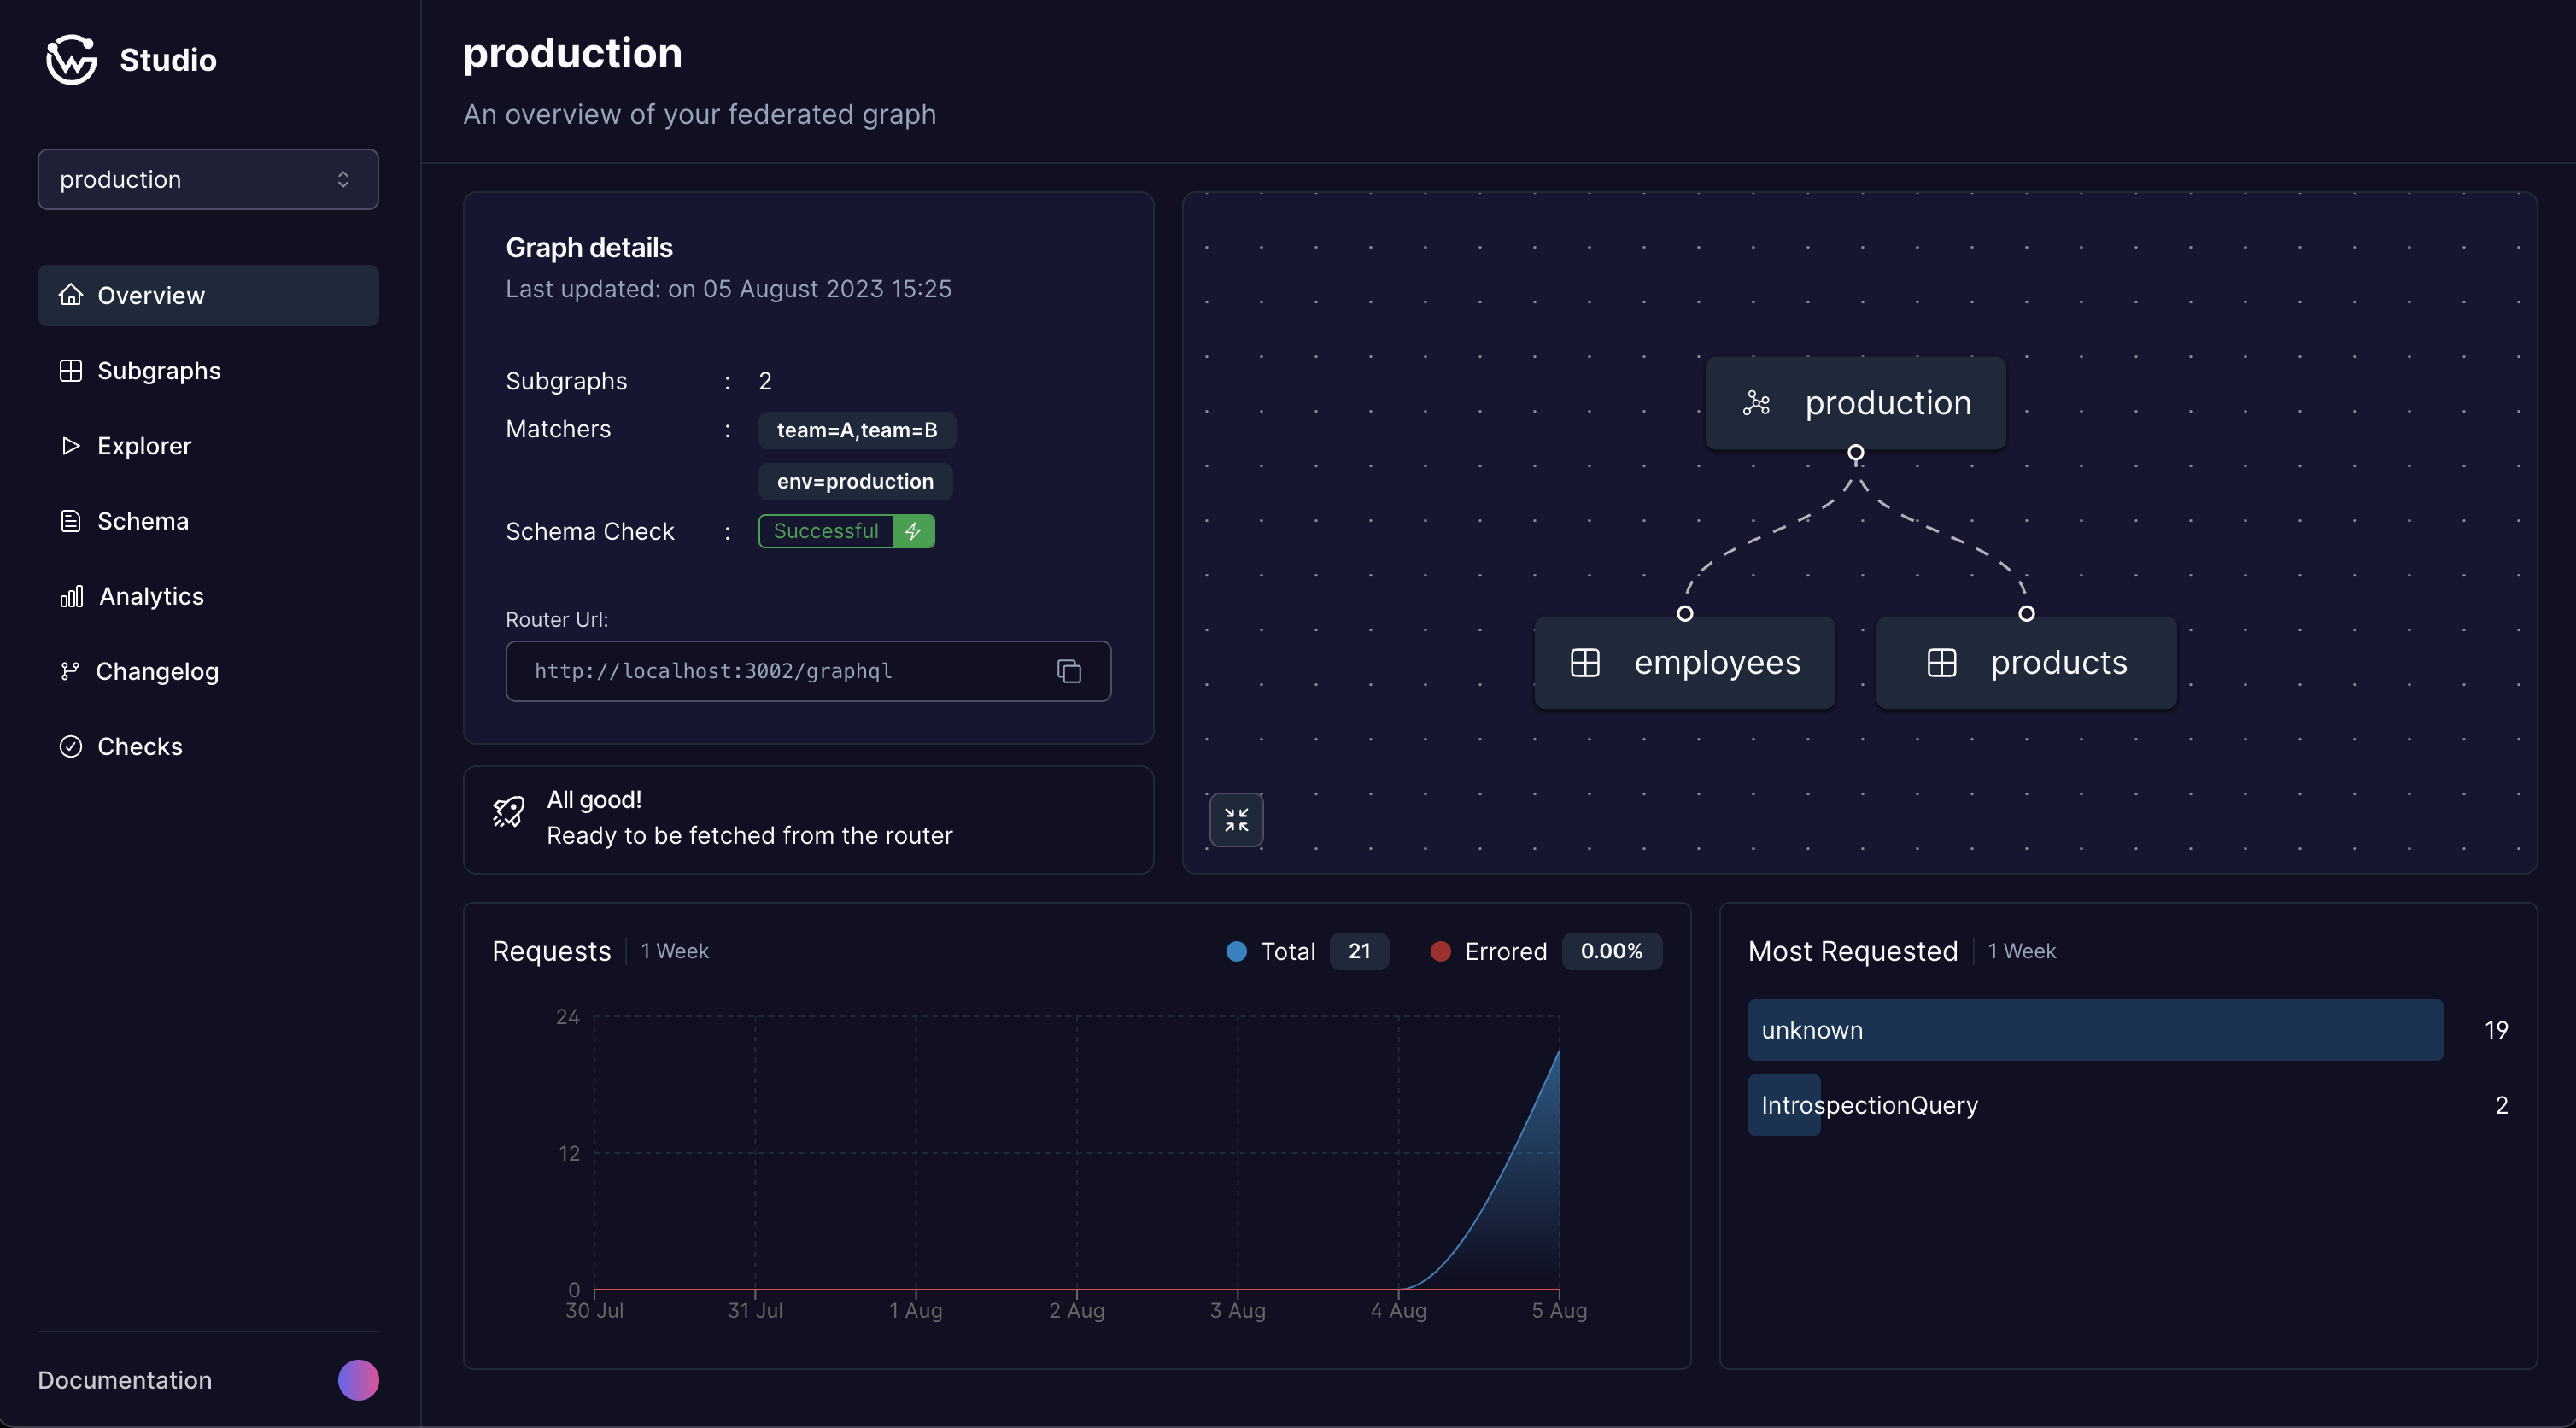 Studio
production
Overview
Subgraphs
Explorer
Schema
Analytics
Changelog
Checks
Documentation
production
An overview of your federated graph
Graph details
Last updated: on 05 August 2023 15:25
Subgraphs : 2
Matchers : team=A,team=B
env=production
Schema Check : Successful
Router Url:
http://localhost:3002/graphql
All good!
Ready to be fetched from the router
production
employees
products
Requests 1 Week
Total 21
Errored 0.00%
24
12
0
30 Jul
31 Jul
1 Aug
2 Aug
3 Aug
4 Aug
5 Aug
Most Requested 1 Week
unknown 19
IntrospectionQuery 2